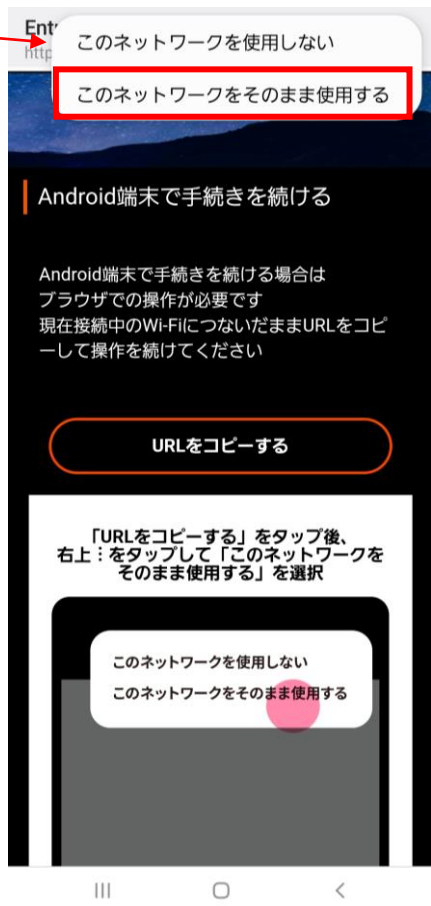 Ent
http
このネットワークを使用しない
このネットワークをそのまま使用する
Android端末で手続きを続ける
Android端末で手続きを続ける場合は
ブラウザでの操作が必要です
現在接続中のWi-FiにつないだままURLをコピ
ーして操作を続けてください
URLをコピーする
「URLをコピーする」をタップ後、
右上⋮をタップして「このネットワークを
そのまま使用する」を選択
このネットワークを使用しない
このネットワークをそのまま使用する